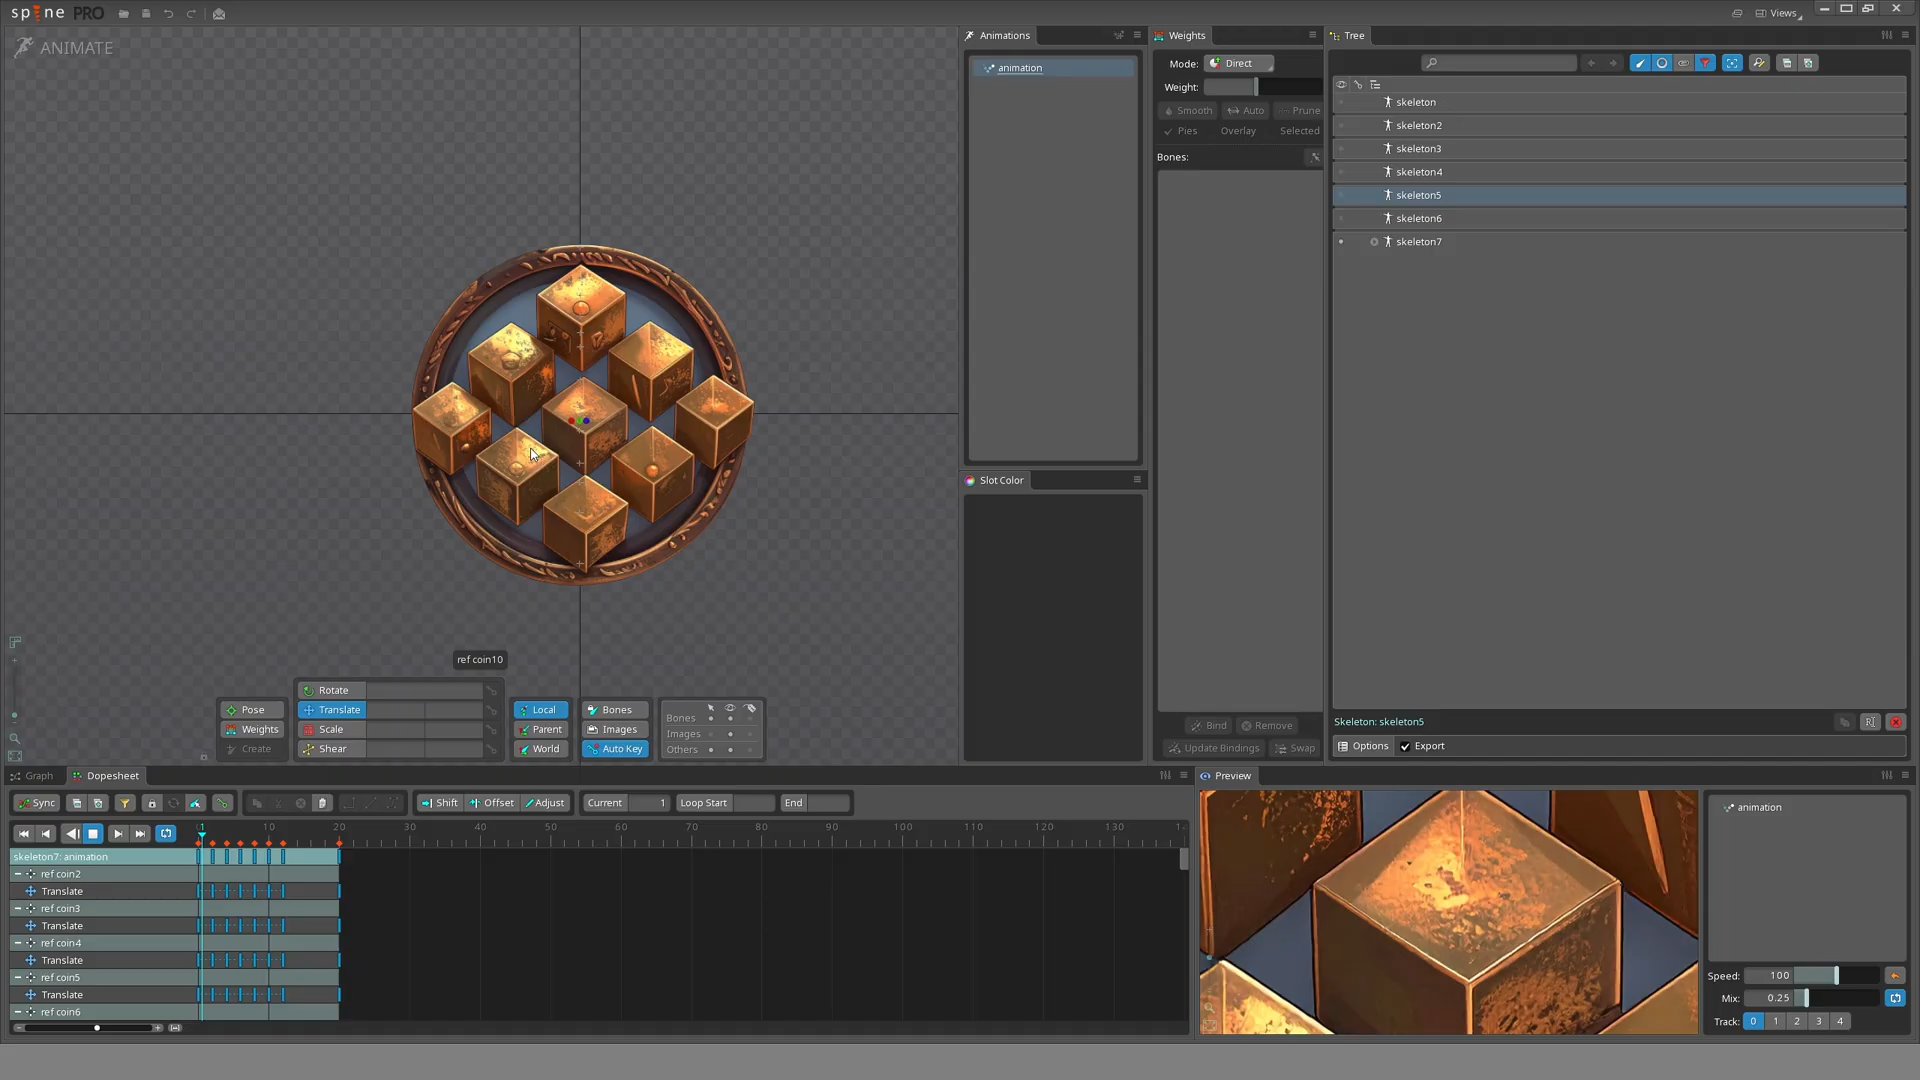 spine PRO
Views
ANIMATE
Animations
animation
Slot Color
Weights
Mode: Direct
Weight:
Smooth Auto Prune
Pies Overlay Selected
Bones:
Bind Remove
Update Bindings Swap
Tree
skeleton
skeleton2
skeleton3
skeleton4
skeleton5
skeleton6
skeleton7
Skeleton: skeleton5
Options Export
ref coin10
Pose
Weights
Create
Rotate
Translate
Scale
Shear
Local
Parent
World
Bones
Images
Auto Key
Bones
Images
Others
Graph Dopesheet
Sync Shift Offset Adjust Current 1 Loop Start End
1 10 20 30 40 50 60 70 80 90 100 110 120 130
skeleton7: animation
ref coin2
Translate
ref coin3
Translate
ref coin4
Translate
ref coin5
Translate
ref coin6
Preview
animation
Speed: 100
Mix: 0.25
Track: 0 1 2 3 4